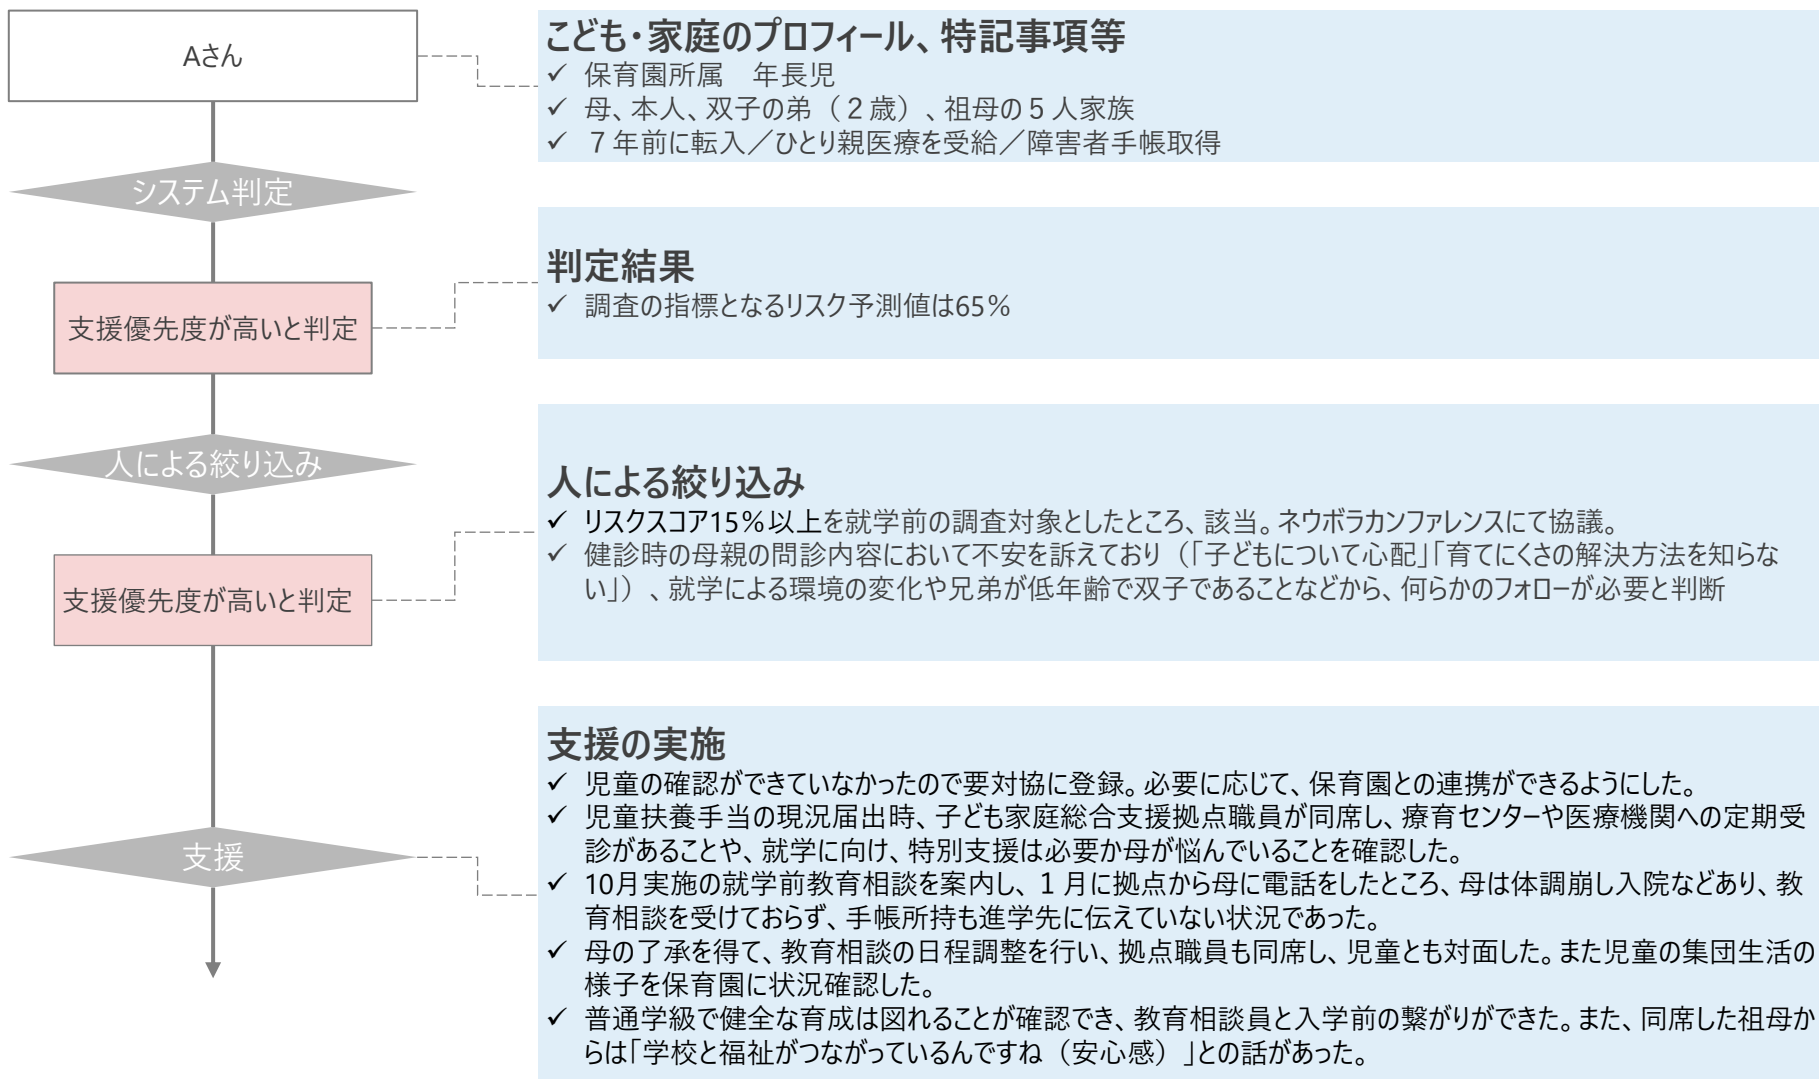 Aさん
こども・家庭のプロフィール、特記事項等
✓ 保育園所属　年長児
✓ 母、本人、双子の弟（２歳）、祖母の５人家族
✓ ７年前に転入／ひとり親医療を受給／障害者手帳取得
システム判定
判定結果
✓ 調査の指標となるリスク予測値は65％
支援優先度が高いと判定
人による絞り込み
人による絞り込み
✓ リスクスコア15％以上を就学前の調査対象としたところ、該当。ネウボラカンファレンスにて協議。
✓ 健診時の母親の問診内容において不安を訴えており（「子どもについて心配」「育てにくさの解決方法を知らな
い」）、就学による環境の変化や兄弟が低年齢で双子であることなどから、何らかのフォローが必要と判断
支援優先度が高いと判定
支援の実施
✓ 児童の確認ができていなかったので要対協に登録。必要に応じて、保育園との連携ができるようにした。
✓ 児童扶養手当の現況届出時、子ども家庭総合支援拠点職員が同席し、療育センターや医療機関への定期受
診があることや、就学に向け、特別支援は必要か母が悩んでいることを確認した。
✓ 10月実施の就学前教育相談を案内し、１月に拠点から母に電話をしたところ、母は体調崩し入院などあり、教
育相談を受けておらず、手帳所持も進学先に伝えていない状況であった。
✓ 母の了承を得て、教育相談の日程調整を行い、拠点職員も同席し、児童とも対面した。また児童の集団生活の
様子を保育園に状況確認した。
✓ 普通学級で健全な育成は図れることが確認でき、教育相談員と入学前の繋がりができた。また、同席した祖母か
らは「学校と福祉がつながっているんですね（安心感）」との話があった。
支援